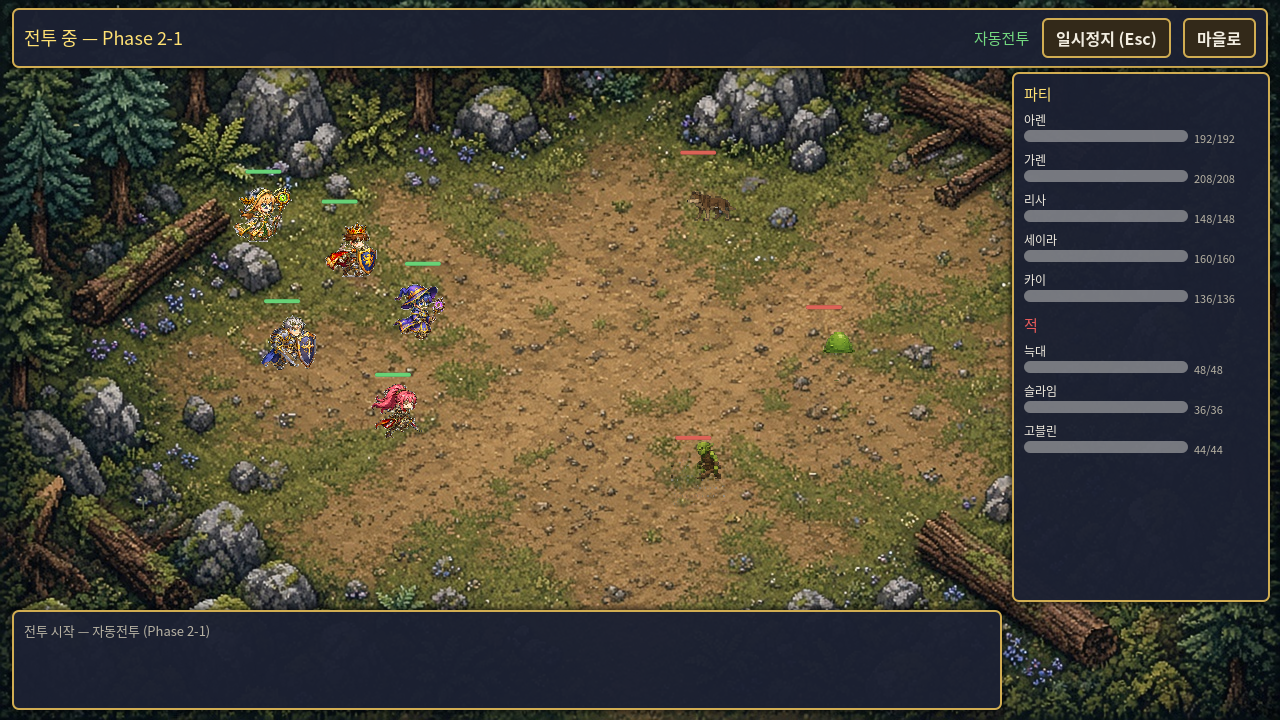 전투 중 — Phase 2-1
자동전투
일시정지 (Esc)
마을로
파티
아렌
192/192
가렌
208/208
리사
148/148
세이라
160/160
카이
136/136
적
늑대
48/48
슬라임
36/36
고블린
44/44
전투 시작 — 자동전투 (Phase 2-1)